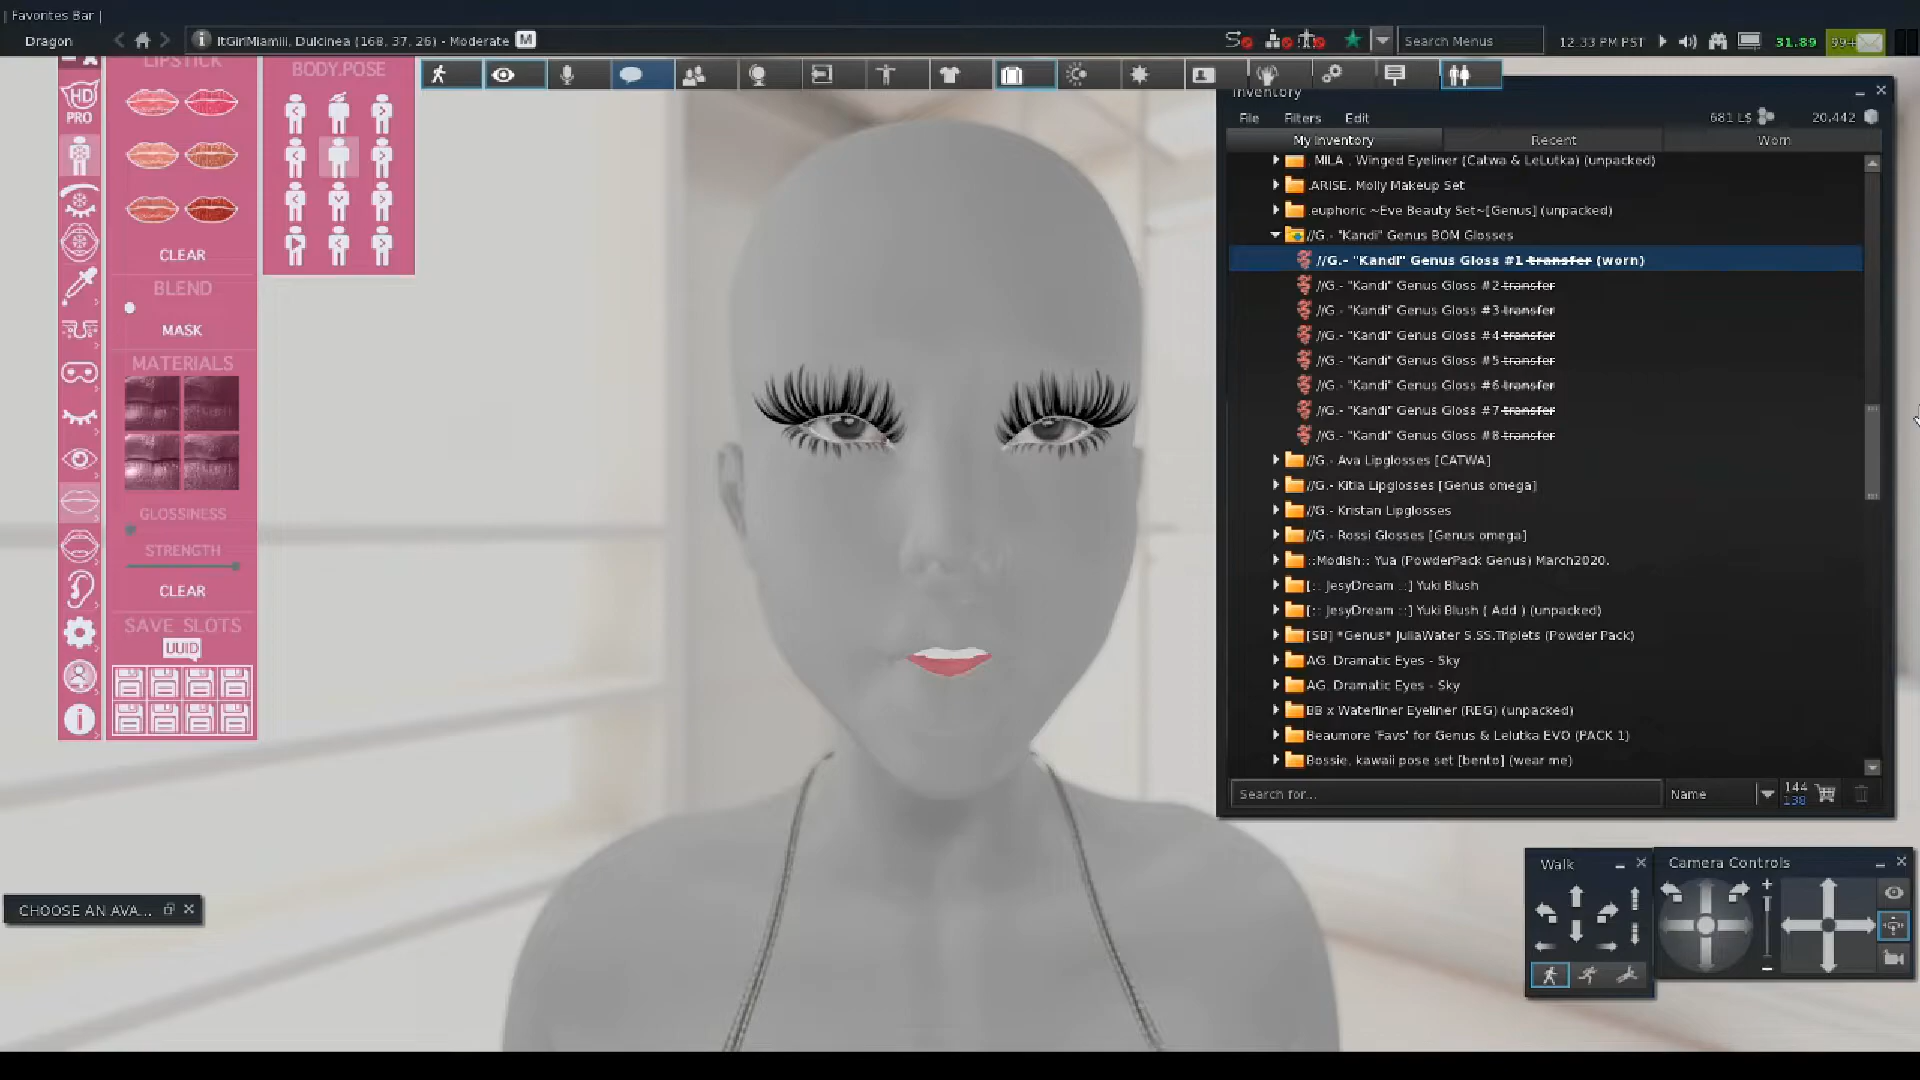 | Favorites Bar |
Dragon
ItGirlMiamiii, Dulcinea (168, 37, 26) - Moderate M
Search Menus
12:33 PM PST
31.89
99+
LIPSTICK
CLEAR
BLEND
MASK
MATERIALS
GLOSSINESS
STRENGTH
CLEAR
SAVE SLOTS
UUID
HD
PRO
BODY.POSE
Inventory
File Filters Edit
681 L$
20,442
My Inventory Recent Worn
. MILA . Winged Eyeliner (Catwa & LeLutka) (unpacked)
.ARISE. Molly Makeup Set
.euphoric ~Eve Beauty Set~[Genus] (unpacked)
//G.- "Kandi" Genus BOM Glosses
//G.- "Kandi" Genus Gloss #1 transfer (worn)
//G.- "Kandi" Genus Gloss #2 transfer
//G.- "Kandi" Genus Gloss #3 transfer
//G.- "Kandi" Genus Gloss #4 transfer
//G.- "Kandi" Genus Gloss #5 transfer
//G.- "Kandi" Genus Gloss #6 transfer
//G.- "Kandi" Genus Gloss #7 transfer
//G.- "Kandi" Genus Gloss #8 transfer
//G.- Ava Lipglosses [CATWA]
//G.- Kitia Lipglosses [Genus omega]
//G.- Kristan Lipglosses
//G.- Rossi Glosses [Genus omega]
::Modish:: Yua (PowderPack Genus) March2020.
[:: JesyDream ::] Yuki Blush
[:: JesyDream ::] Yuki Blush ( Add ) (unpacked)
[SB] *Genus* JuliaWater S.SS.Triplets (Powder Pack)
AG. Dramatic Eyes - Sky
AG. Dramatic Eyes - Sky
BB x Waterliner Eyeliner (REG) (unpacked)
Beaumore 'Favs' for Genus & Lelutka EVO (PACK 1)
Bossie. kawaii pose set [bento] (wear me)
Search for...
Name
144
138
Walk
Camera Controls
CHOOSE AN AVA...